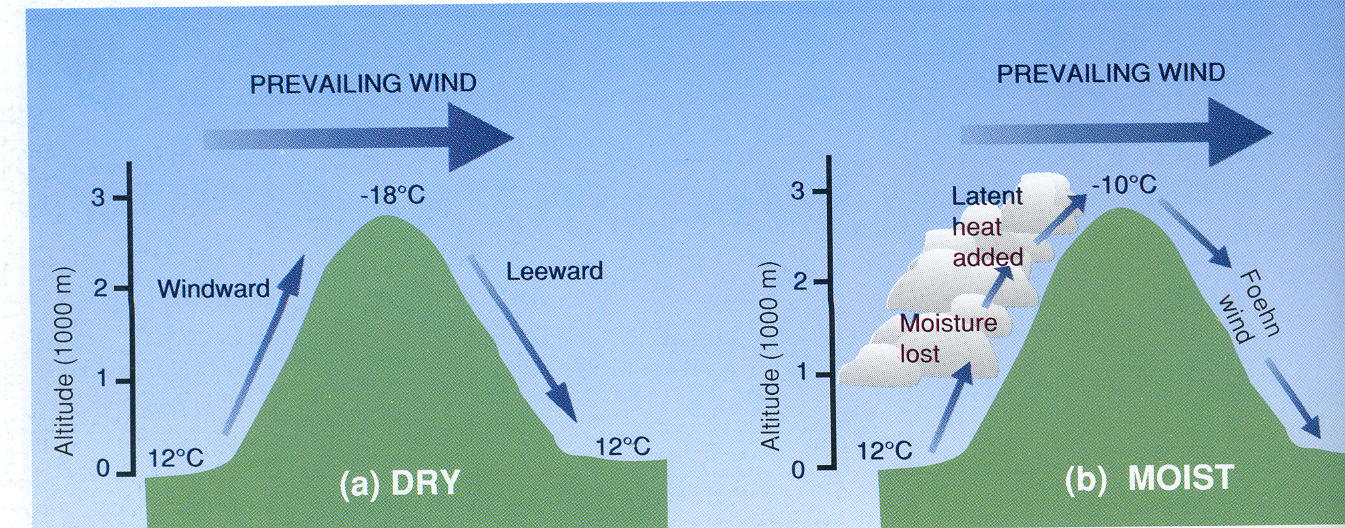 PREVAILING WIND
-18°C
3
2
1
0
Altitude (1000 m)
Windward
Leeward
12°C
12°C
(a) DRY
PREVAILING WIND
-10°C
3
2
1
0
Altitude (1000 m)
Latent
heat
added
Moisture
lost
Foehn
wind
12°C
(b) MOIST